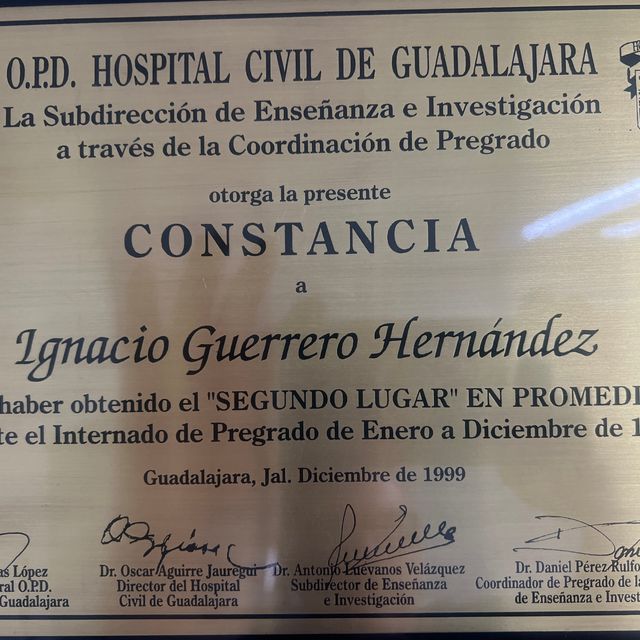 O.P.D. HOSPITAL CIVIL DE GUADALAJARA
La Subdirección de Enseñanza e Investigación
a través de la Coordinación de Pregrado
otorga la presente
CONSTANCIA
a
Ignacio Guerrero Hernández
haber obtenido el "SEGUNDO LUGAR" EN PROMEDI
te el Internado de Pregrado de Enero a Diciembre de 1
Guadalajara, Jal. Diciembre de 1999
as López
ral O.P.D.
Guadalajara
Dr. Oscar Aguirre Jauregui
Director del Hospital
Civil de Guadalajara
Dr. Antonio Luévanos Velázquez
Subdirector de Enseñanza
e Investigación
Dr. Daniel Pérez Rulfo
Coordinador de Pregrado de la
de Enseñanza e Invest